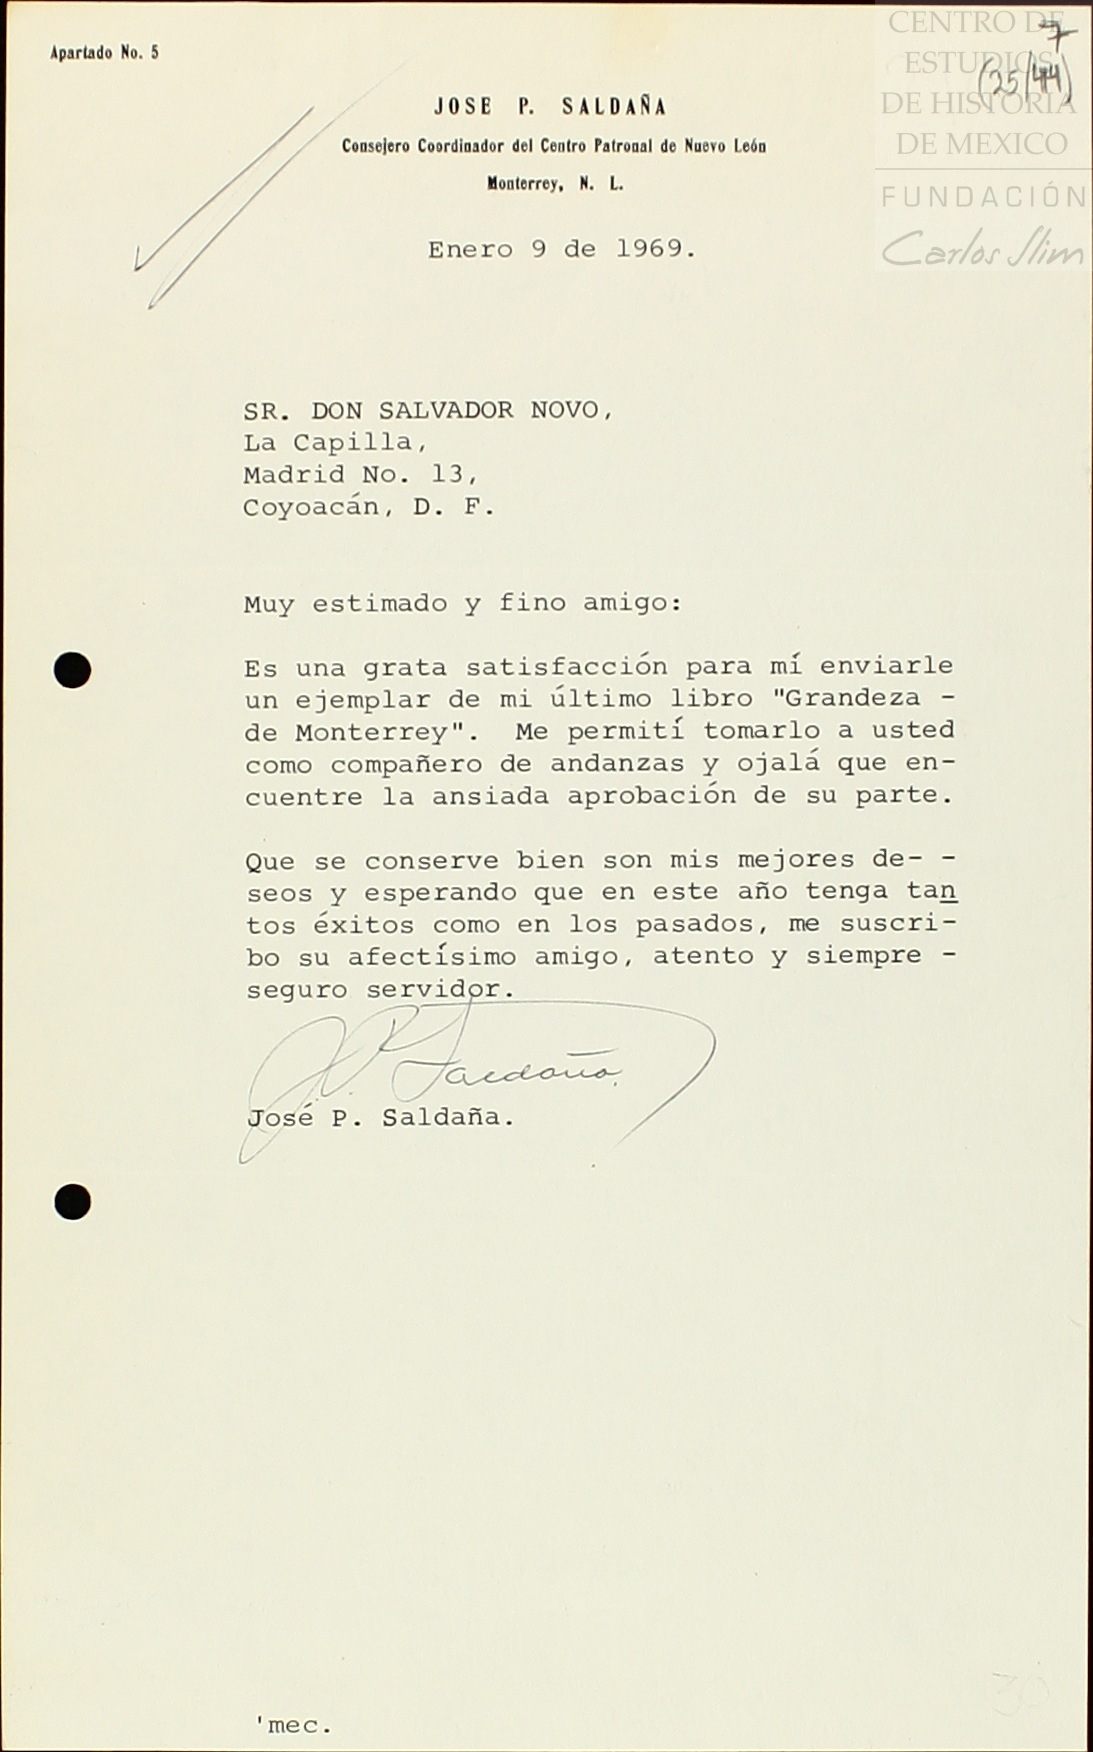 Apartado No. 5
7
(25/44)
CENTRO DE
ESTUDIOS
DE HISTORIA
DE MEXICO
FUNDACIÓN
Carlos Slim
JOSE P. SALDAÑA
Consejero Coordinador del Centro Patronal de Nuevo León
Monterrey, N. L.
Enero 9 de 1969.
SR. DON SALVADOR NOVO,
La Capilla,
Madrid No. 13,
Coyoacán, D. F.
Muy estimado y fino amigo:
Es una grata satisfacción para mí enviarle
un ejemplar de mi último libro "Grandeza -
de Monterrey". Me permití tomarlo a usted
como compañero de andanzas y ojalá que en-
cuentre la ansiada aprobación de su parte.
Que se conserve bien son mis mejores de- -
seos y esperando que en este año tenga tan
tos éxitos como en los pasados, me suscri-
bo su afectísimo amigo, atento y siempre -
seguro servidor.
J P. Saldaña.
José P. Saldaña.
30
'mec.